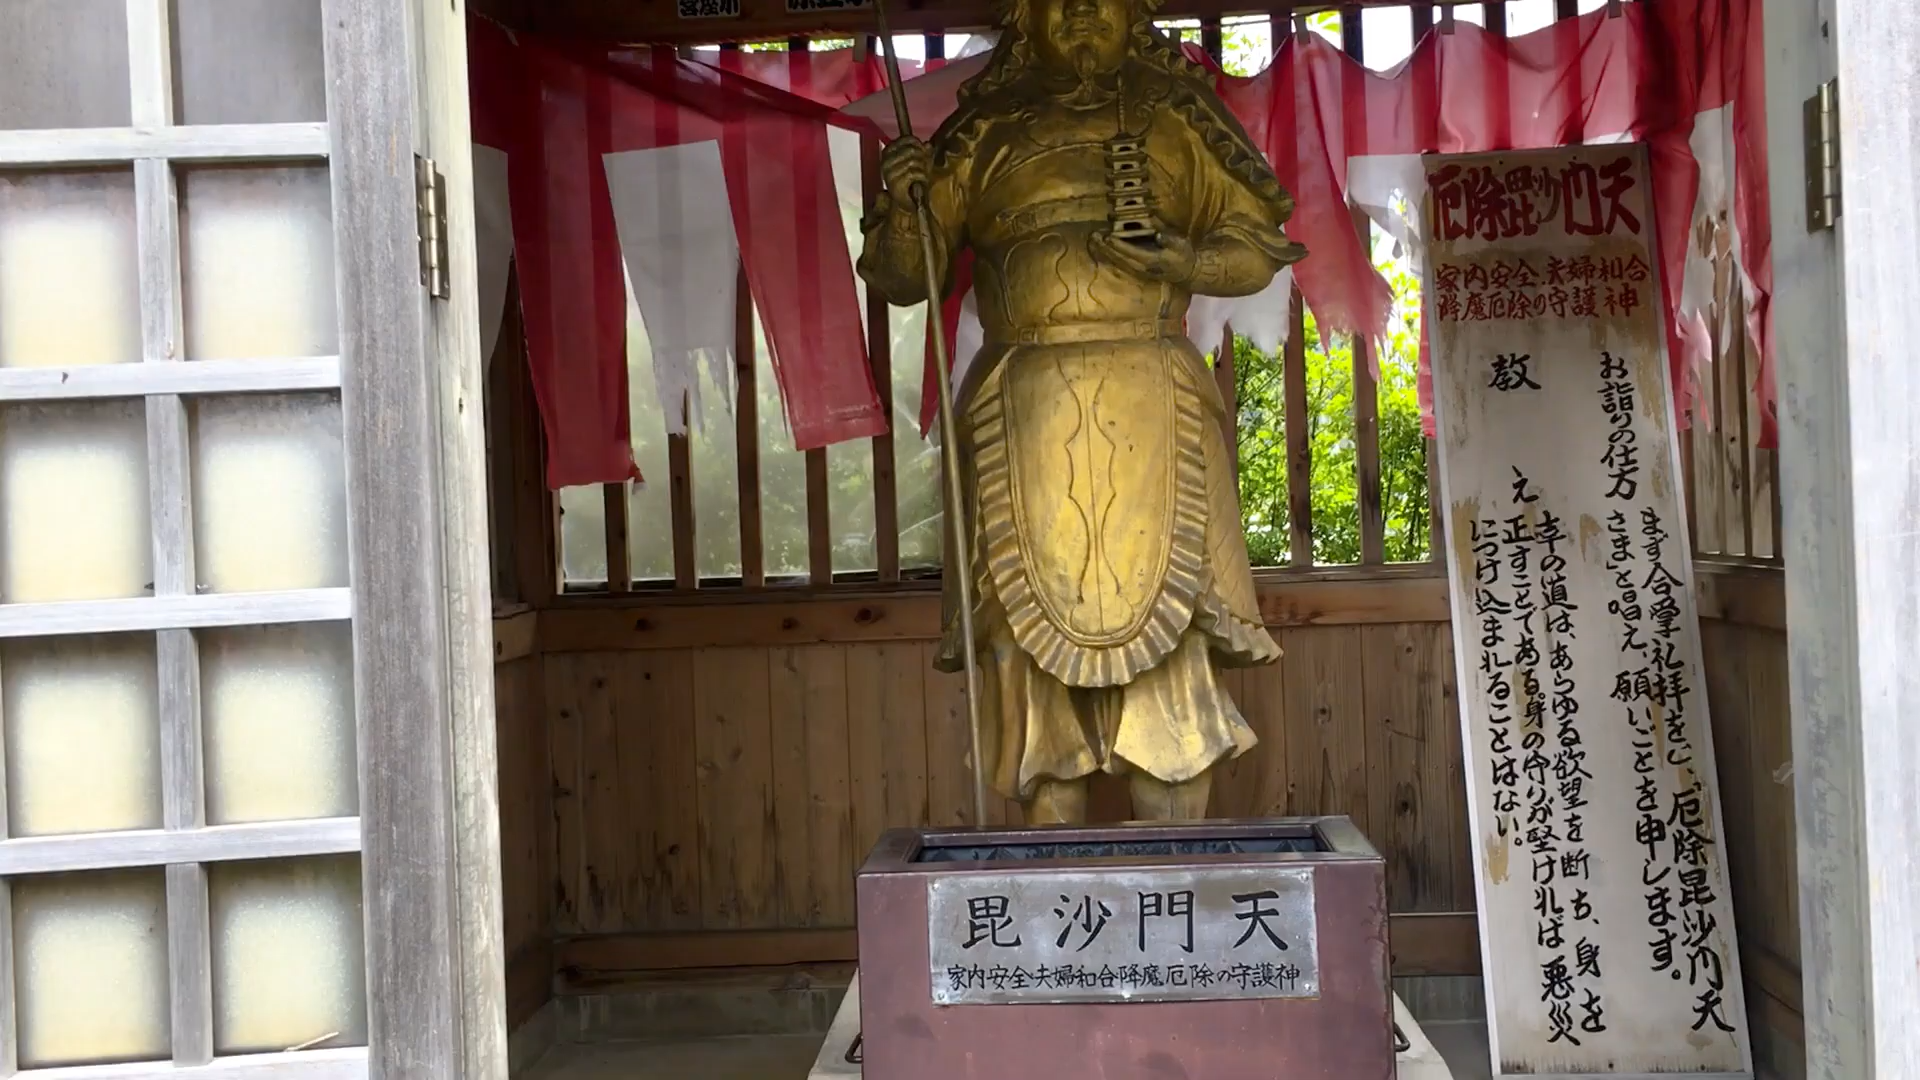 厄除毘沙門天
家内安全・夫婦和合
降魔厄除の守護神
お詣りの仕方
まず合掌礼拝をし、「厄除毘沙門天
さま」と唱え、願いごとを申します。
教え
幸の道は、あらゆる欲望を断ち、身を
正すことである。身の守りが堅ければ悪災
につけ込まれることはない。
毘沙門天
家内安全・夫婦和合降魔厄除の守護神